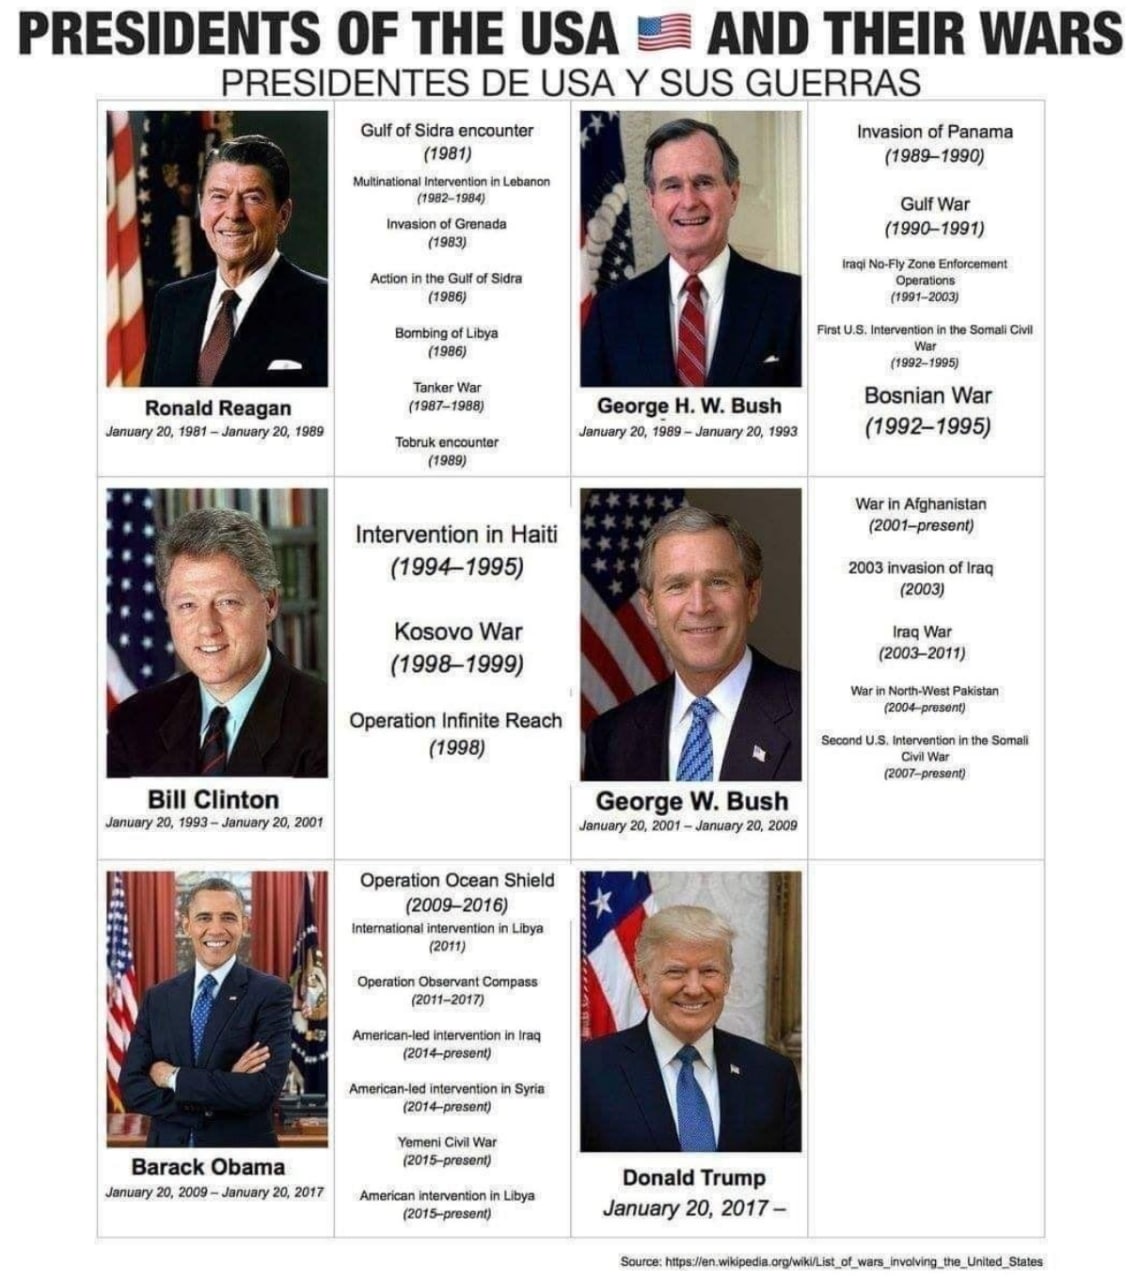 PRESIDENTS OF THE USA 🇺🇸 AND THEIR WARS
PRESIDENTES DE USA Y SUS GUERRAS
Ronald Reagan
January 20, 1981 – January 20, 1989
Gulf of Sidra encounter
(1981)
Multinational Intervention in Lebanon
(1982–1984)
Invasion of Grenada
(1983)
Action in the Gulf of Sidra
(1986)
Bombing of Libya
(1986)
Tanker War
(1987–1988)
Tobruk encounter
(1989)
George H. W. Bush
January 20, 1989 – January 20, 1993
Invasion of Panama
(1989–1990)
Gulf War
(1990–1991)
Iraqi No-Fly Zone Enforcement
Operations
(1991–2003)
First U.S. Intervention in the Somali Civil
War
(1992–1995)
Bosnian War
(1992–1995)
Bill Clinton
January 20, 1993 – January 20, 2001
Intervention in Haiti
(1994–1995)
Kosovo War
(1998–1999)
Operation Infinite Reach
(1998)
George W. Bush
January 20, 2001 – January 20, 2009
War in Afghanistan
(2001–present)
2003 invasion of Iraq
(2003)
Iraq War
(2003–2011)
War in North-West Pakistan
(2004–present)
Second U.S. Intervention in the Somali
Civil War
(2007–present)
Barack Obama
January 20, 2009 – January 20, 2017
Operation Ocean Shield
(2009–2016)
International intervention in Libya
(2011)
Operation Observant Compass
(2011–2017)
American-led intervention in Iraq
(2014–present)
American-led intervention in Syria
(2014–present)
Yemeni Civil War
(2015–present)
American intervention in Libya
(2015–present)
Donald Trump
January 20, 2017 –
Source: https://en.wikipedia.org/wiki/List_of_wars_involving_the_United_States